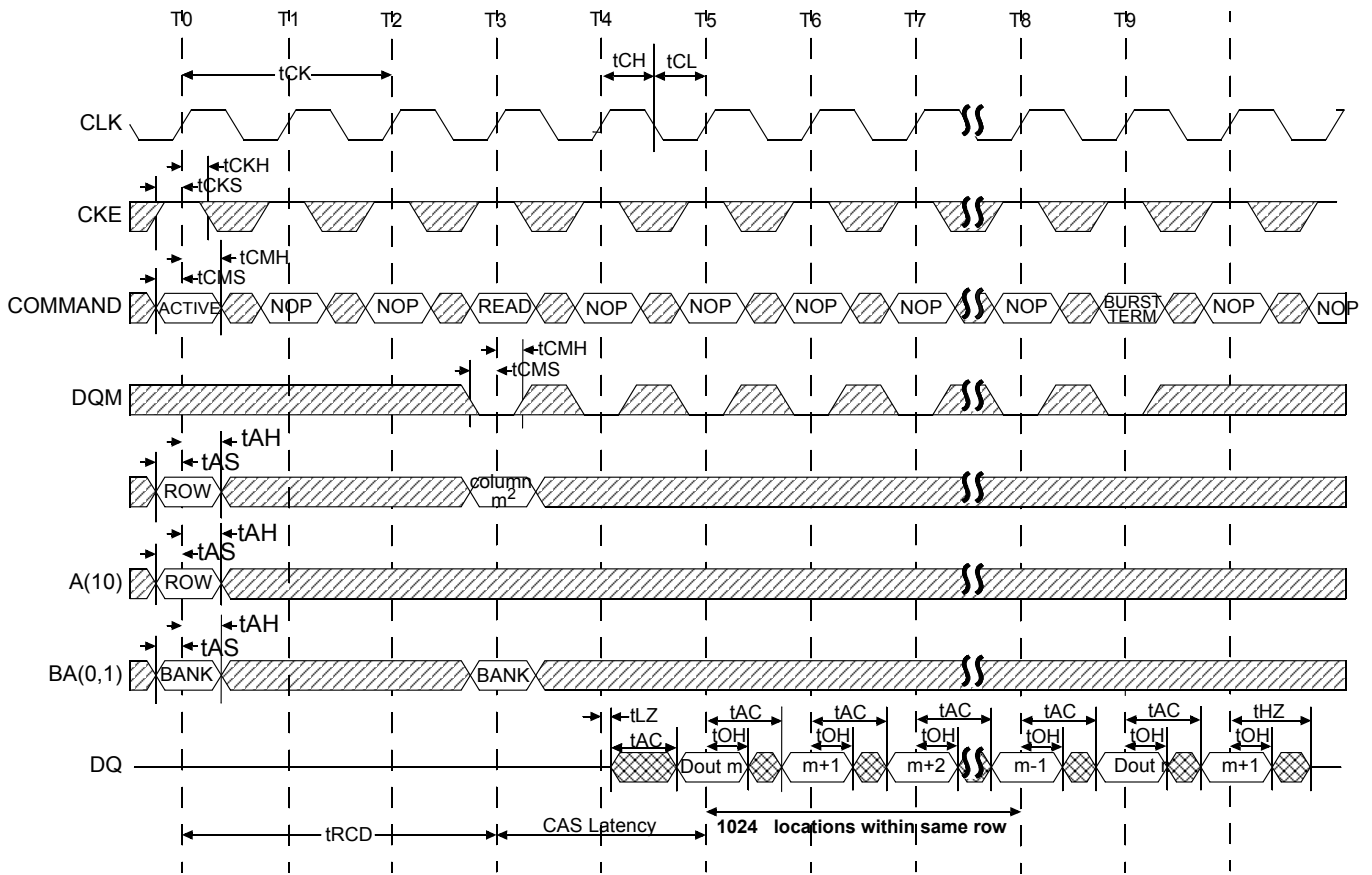 T0 T1 T2 T3 T4 T5 T6 T7 T8 T9
tCK tCH tCL
CLK
tCKH
tCKS
CKE
tCMH
tCMS
COMMAND ACTIVE NOP NOP READ NOP NOP NOP NOP NOP BURST TERM NOP NOP
tCMH
tCMS
DQM
tAH
tAS
ROW column m2
tAH
tAS
A(10) ROW
tAH
tAS
BA(0,1) BANK BANK
tLZ tAC tAC tAC tAC tAC tHZ
tAC tOH tOH tOH tOH tOH tOH
DQ Dout m m+1 m+2 m-1 Dout m+1
1024 locations within same row
tRCD CAS Latency